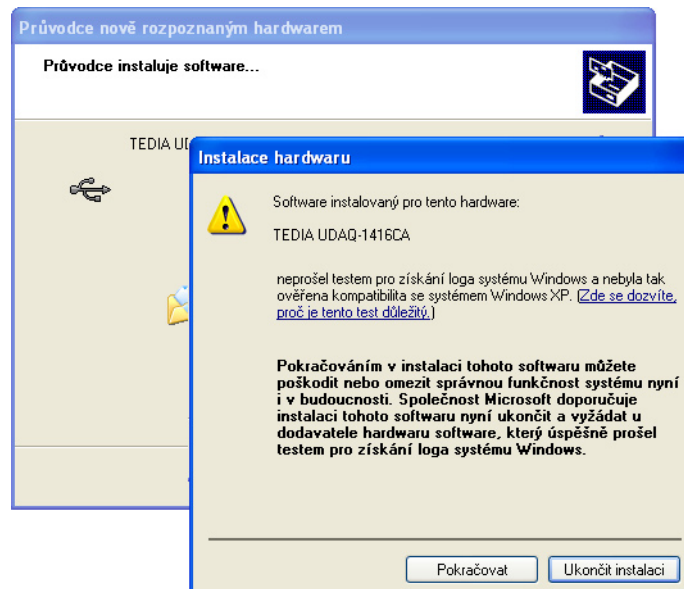 Průvodce nově rozpoznaným hardwarem
Průvodce instaluje software...
TEDIA
Instalace hardwaru
Software instalovaný pro tento hardware:
TEDIA UDAQ-1416CA
neprošel testem pro získání loga systému Windows a nebyla tak
ověřena kompatibilita se systémem Windows XP. (Zde se dozvíte,
proč je tento test důležitý.)
Pokračováním v instalaci tohoto softwaru můžete
poškodit nebo omezit správnou funkčnost systému nyní
i v budoucnosti. Společnost Microsoft doporučuje
instalaci tohoto softwaru nyní ukončit a vyžádat u
dodavatele hardwaru software, který úspěšně prošel
testem pro získání loga systému Windows.
Pokračovat
Ukončit instalaci